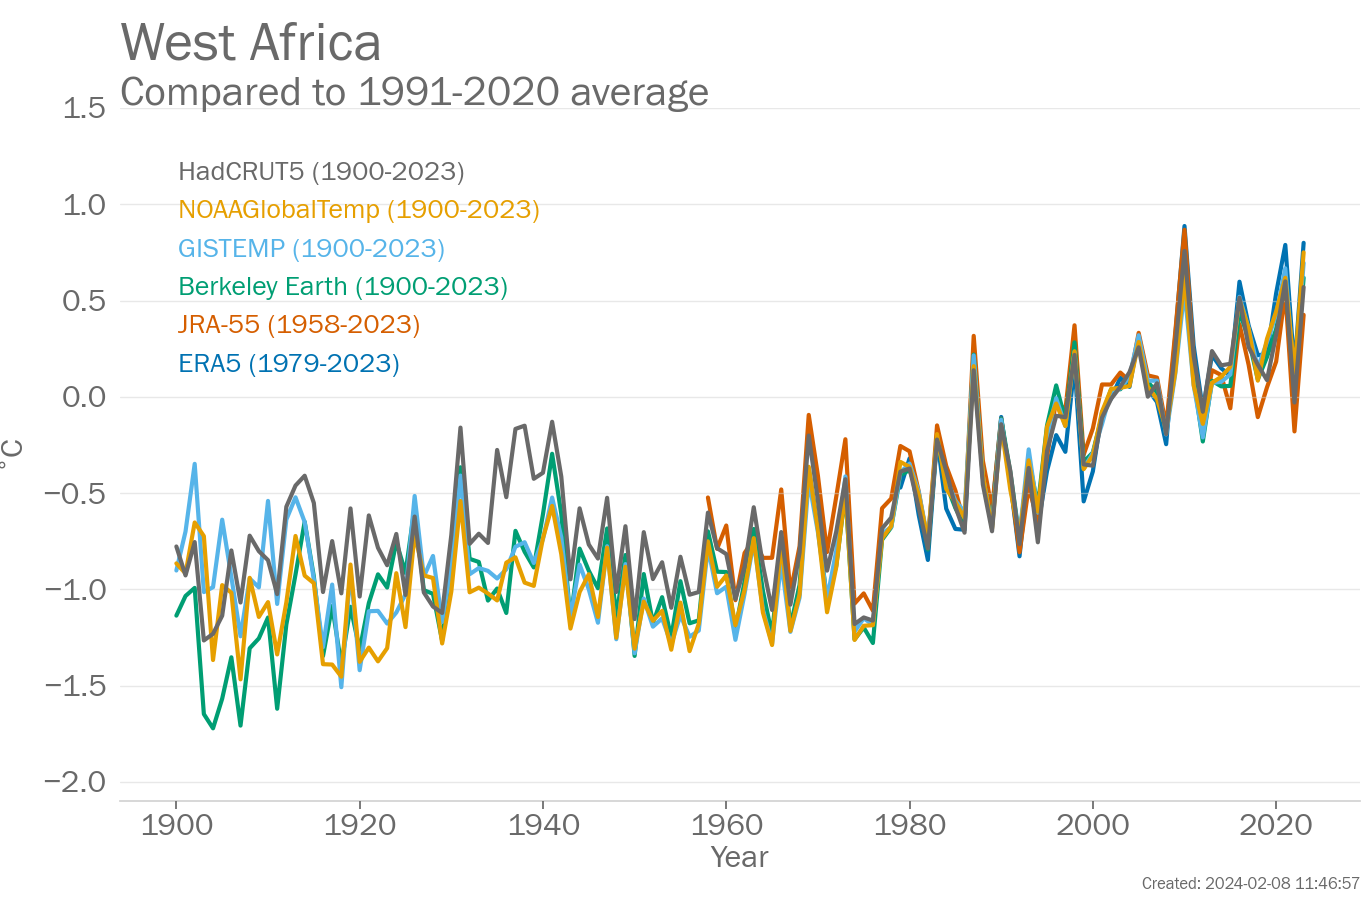 West Africa
Compared to 1991-2020 average
1.5
HadCRUT5 (1900-2023)
1.0
NOAAGlobalTemp (1900-2023)
GISTEMP (1900-2023)
Berkeley Earth (1900-2023)
0.5
JRA-55 (1958-2023)
ERA5 (1979-2023)
0.0
°C
−0.5
−1.0
−1.5
−2.0
1900 1920 1940 1960 1980 2000 2020
Year
Created: 2024-02-08 11:46:57